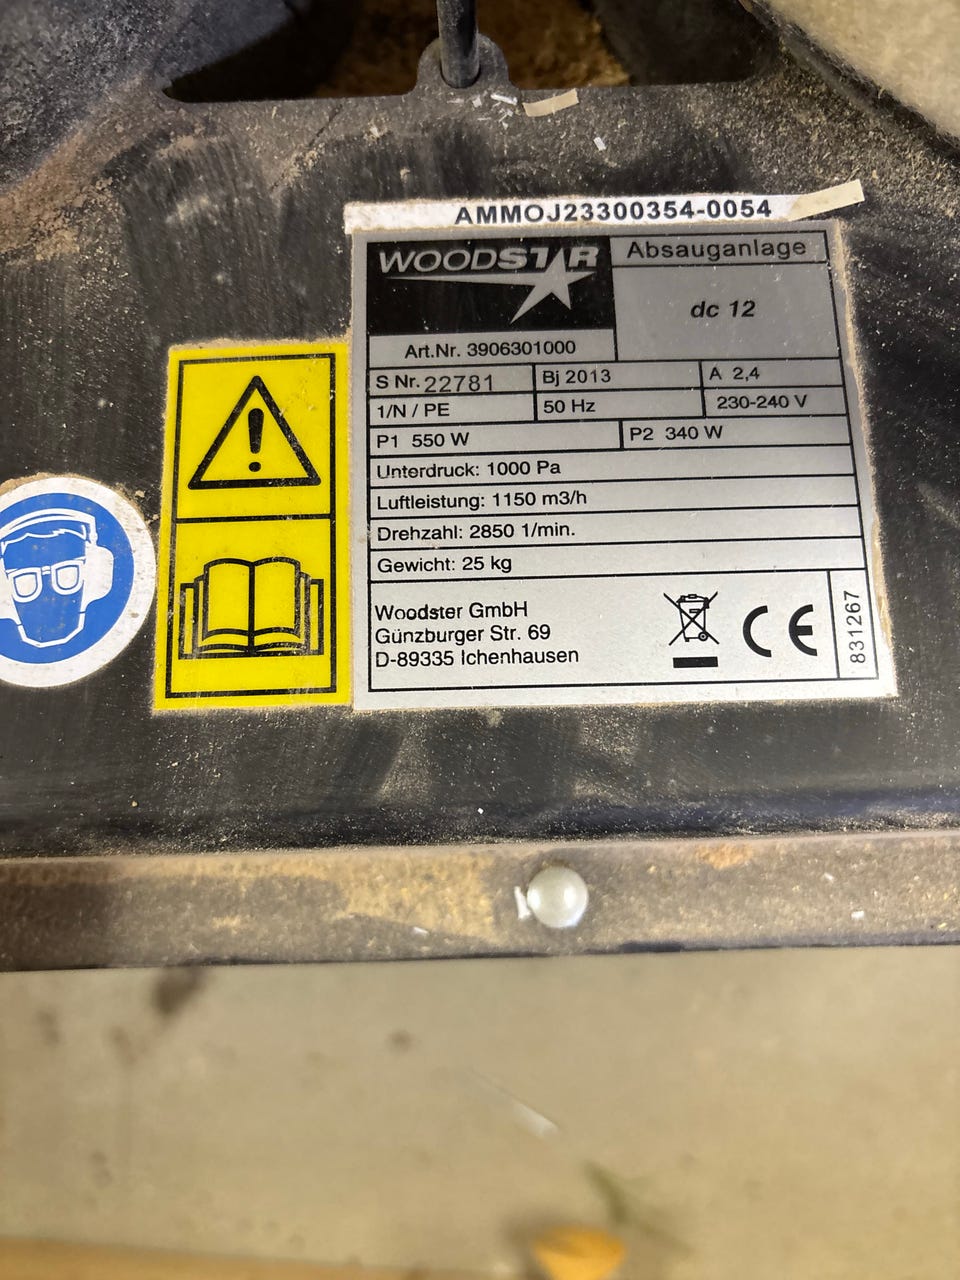 AMMOJ23300354-0054
WOODSTAR
Absauganlage
dc 12
Art.Nr. 3906301000
S Nr. 22781
Bj 2013
A 2,4
1/N / PE
50 Hz
230-240 V
P1 550 W
P2 340 W
Unterdruck: 1000 Pa
Luftleistung: 1150 m3/h
Drehzahl: 2850 1/min.
Gewicht: 25 kg
Woodster GmbH
Günzburger Str. 69
D-89335 Ichenhausen
CE
831267